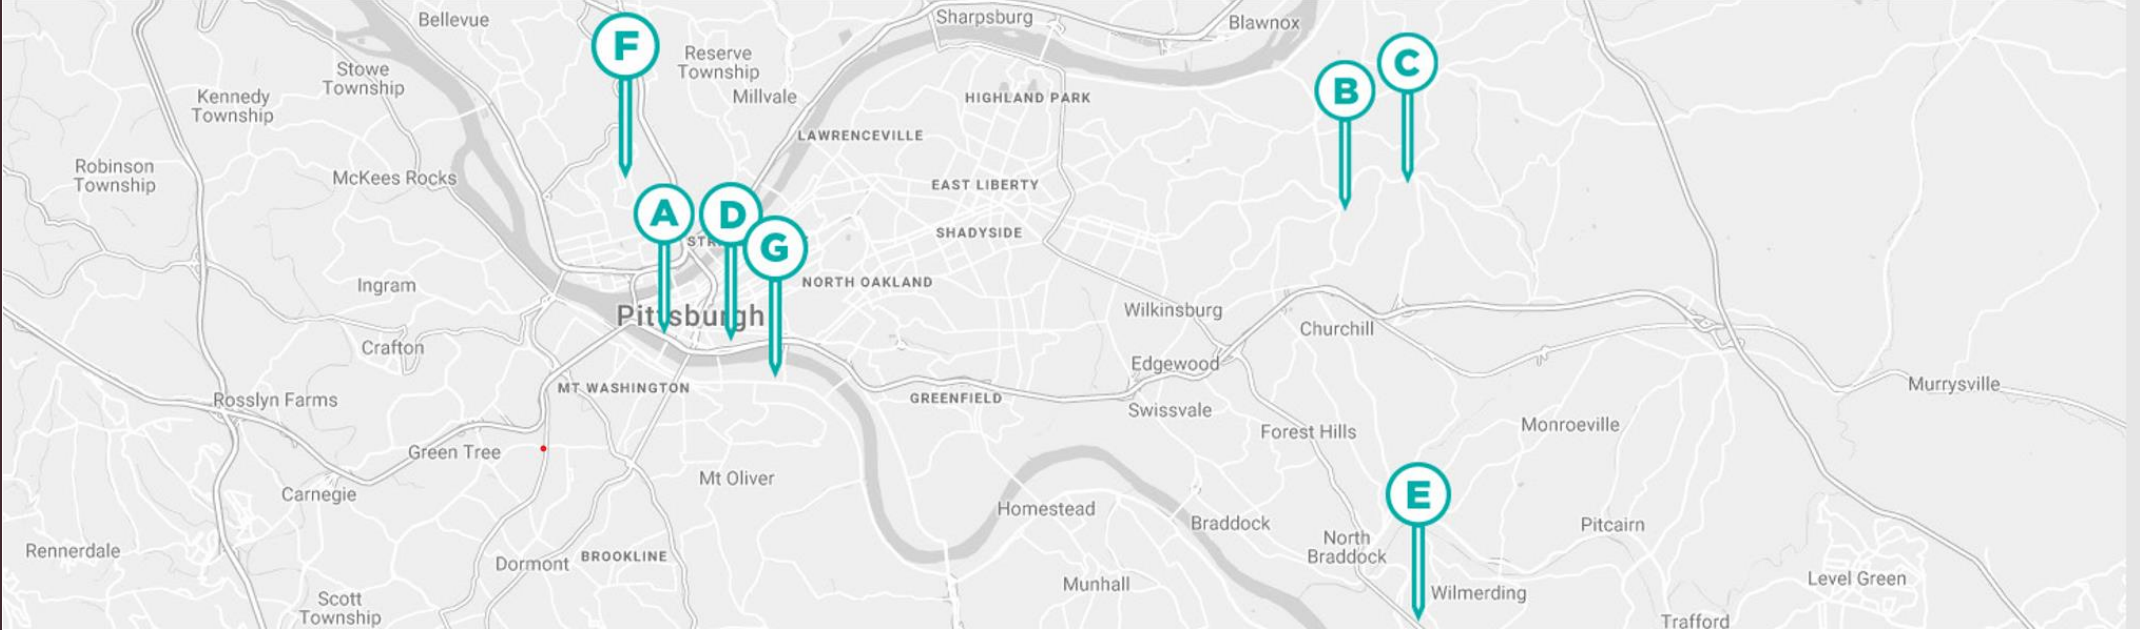 Bellevue
Sharpsburg
Blawnox
F
Reserve
Township
C
Stowe
Township
B
Kennedy
Township
Millvale
HIGHLAND PARK
LAWRENCEVILLE
Robinson
Township
McKees Rocks
EAST LIBERTY
A
D
SHADYSIDE
G
Ingram
NORTH OAKLAND
Pittsburgh
Wilkinsburg
Churchill
Crafton
Edgewood
MT WASHINGTON
Murrysville
Rosslyn Farms
GREENFIELD
Swissvale
Forest Hills
Monroeville
Green Tree
Mt Oliver
Carnegie
E
Homestead
Braddock
Pitcairn
North
Braddock
Rennerdale
Dormont
BROOKLINE
Munhall
Wilmerding
Level Green
Scott
Township
Trafford